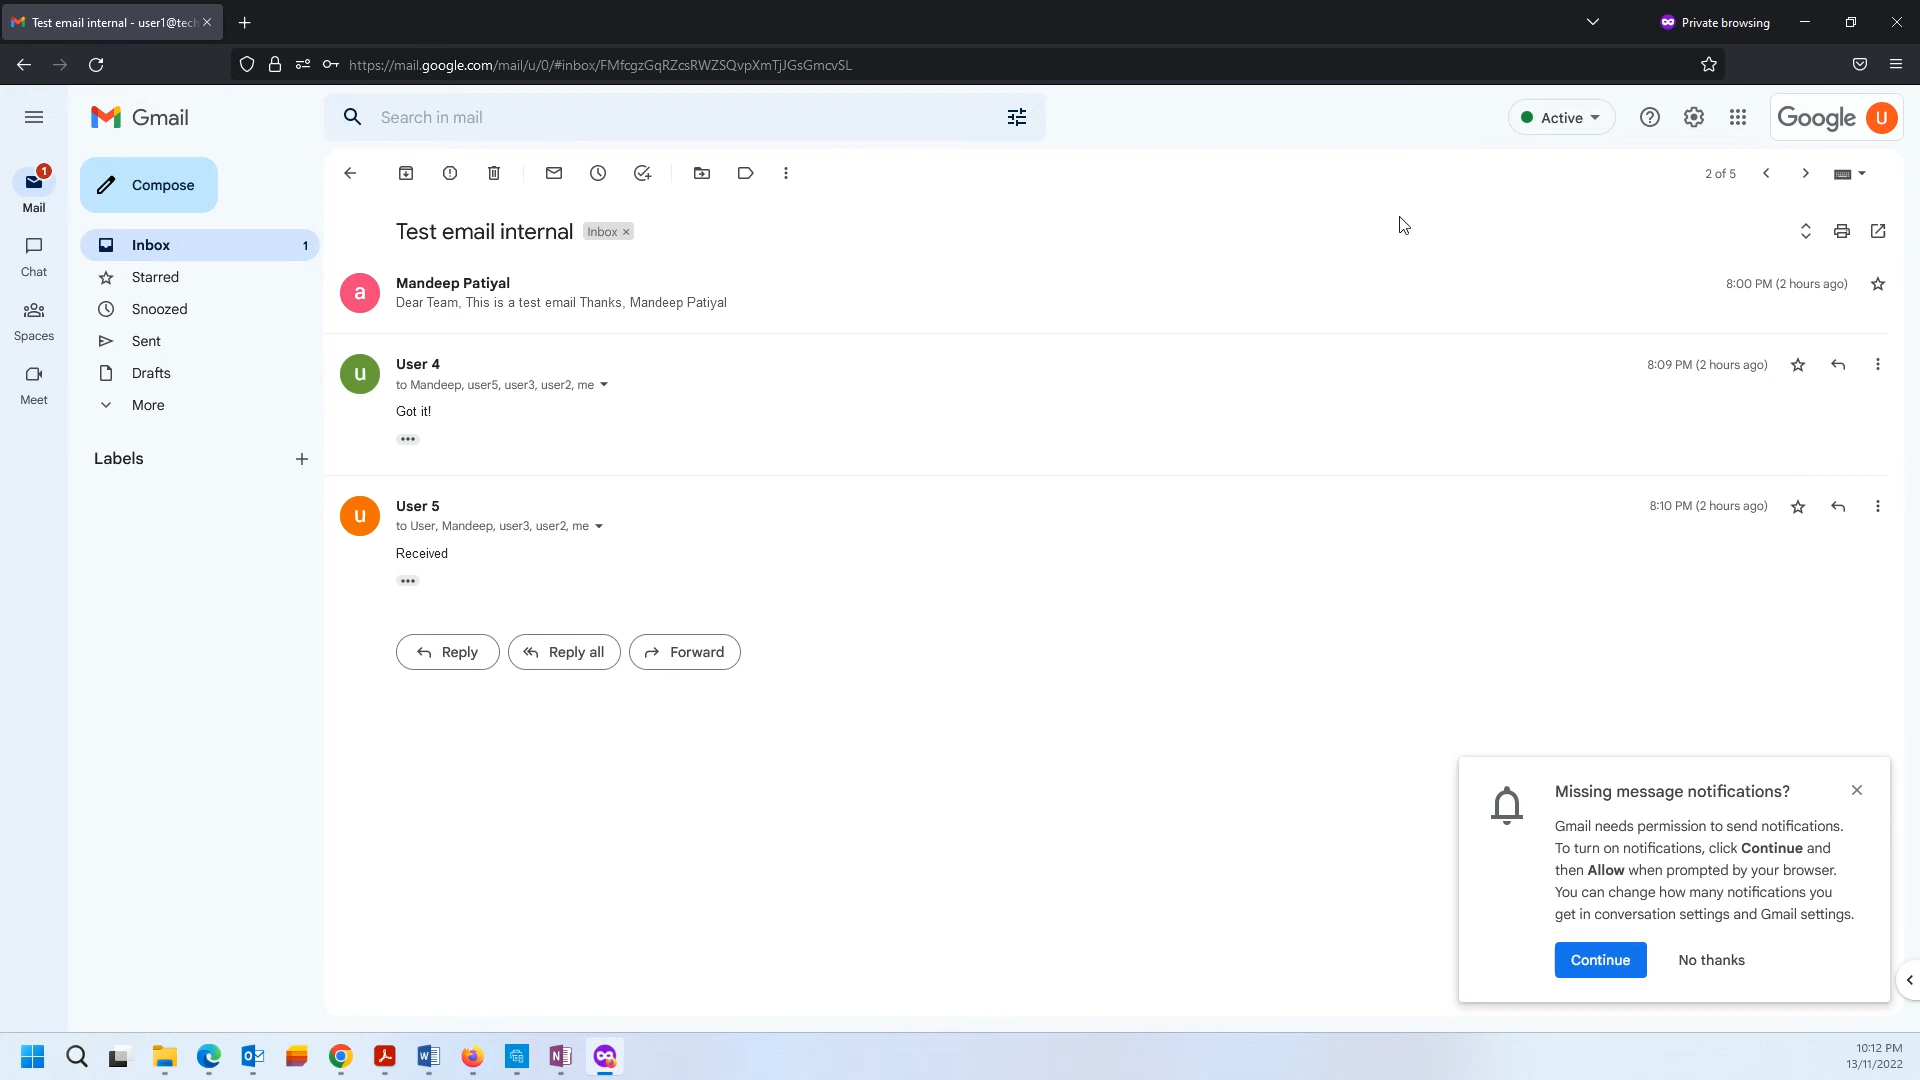 Test email internal - user1@tech
Private browsing
https://mail.google.com/mail/u/0/#inbox/FMfcgzGqRZcsRWZSQvpXmTjJGsGmcvSL
Gmail
Search in mail
Active
Google
U
1
Mail
Chat
Spaces
Meet
Compose
Inbox 1
Starred
Snoozed
Sent
Drafts
More
Labels
2 of 5
Test email internal Inbox ×
a
Mandeep Patiyal
8:00 PM (2 hours ago)
Dear Team, This is a test email Thanks, Mandeep Patiyal
u
User 4
8:09 PM (2 hours ago)
to Mandeep, user5, user3, user2, me
Got it!
u
User 5
8:10 PM (2 hours ago)
to User, Mandeep, user3, user2, me
Received
Reply
Reply all
Forward
Missing message notifications?
Gmail needs permission to send notifications.
To turn on notifications, click Continue and
then Allow when prompted by your browser.
You can change how many notifications you
get in conversation settings and Gmail settings.
Continue
No thanks
10:12 PM
13/11/2022